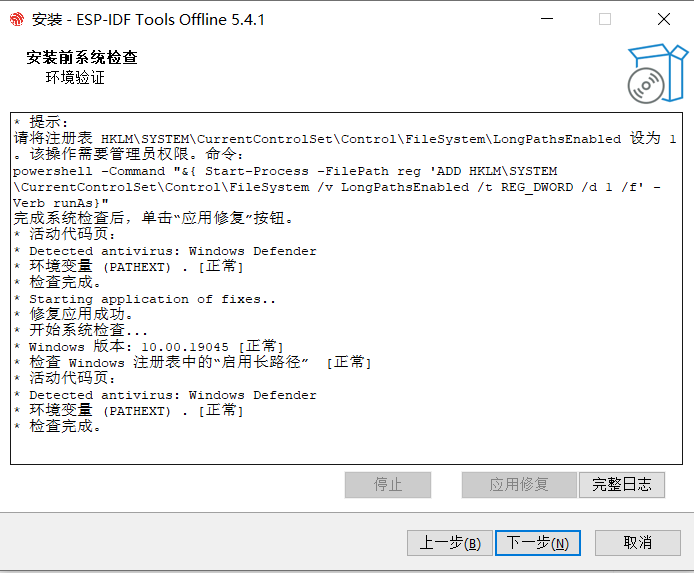 安装 - ESP-IDF Tools Offline 5.4.1
安装前系统检查
环境验证
* 提示：
请将注册表 HKLM\SYSTEM\CurrentControlSet\Control\FileSystem\LongPathsEnabled 设为 1
。该操作需要管理员权限。命令：
powershell -Command "&{ Start-Process -FilePath reg 'ADD HKLM\SYSTEM
\CurrentControlSet\Control\FileSystem /v LongPathsEnabled /t REG_DWORD /d 1 /f' -
Verb runAs}"
完成系统检查后，单击“应用修复”按钮。
* 活动代码页：
* Detected antivirus: Windows Defender
* 环境变量 (PATHEXT) . [正常]
* 检查完成。
* Starting application of fixes..
* 修复应用成功。
* 开始系统检查...
* Windows 版本：10.00.19045 [正常]
* 检查 Windows 注册表中的“启用长路径” [正常]
* 活动代码页：
* Detected antivirus: Windows Defender
* 环境变量 (PATHEXT) . [正常]
* 检查完成。
停止 应用修复 完整日志
上一步(B) 下一步(N) 取消